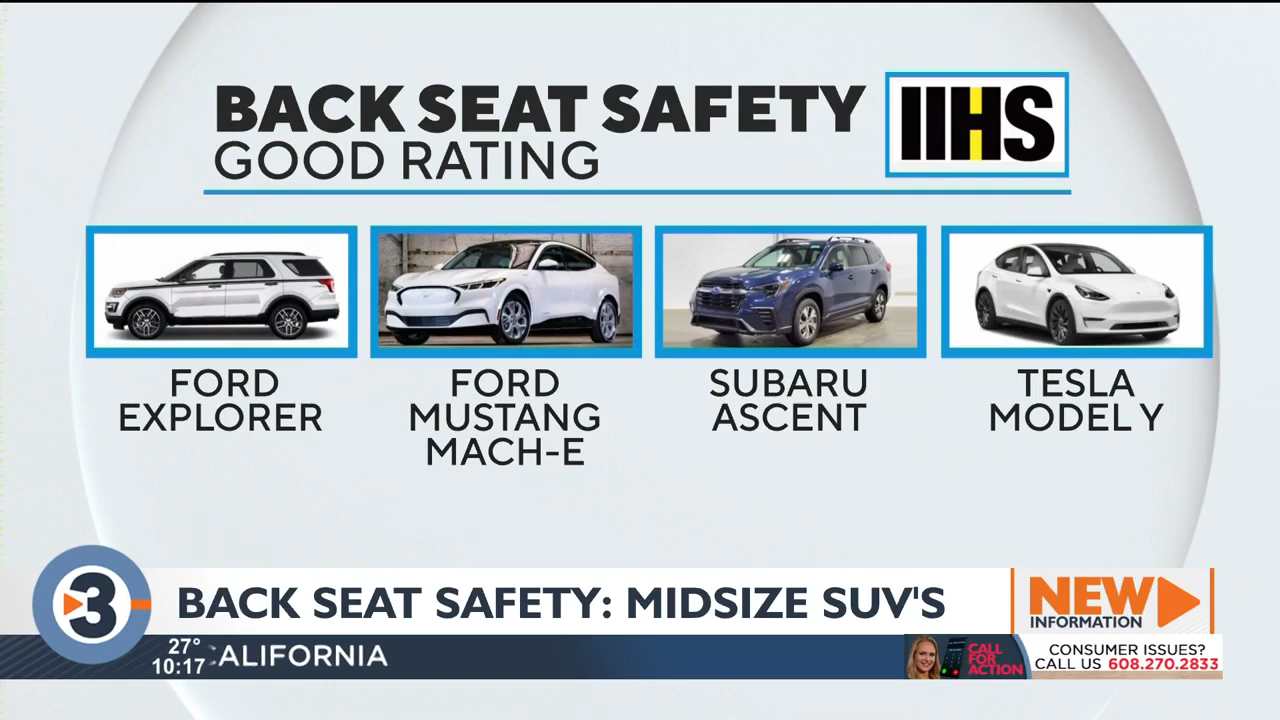 BACK SEAT SAFETY
GOOD RATING
IIHS
FORD
EXPLORER
FORD
MUSTANG
MACH-E
SUBARU
ASCENT
TESLA
MODEL Y
3
BACK SEAT SAFETY: MIDSIZE SUV'S
NEW
INFORMATION
27°
10:17
ALIFORNIA
CALL
FOR
ACTION
CONSUMER ISSUES?
CALL US 608.270.2833